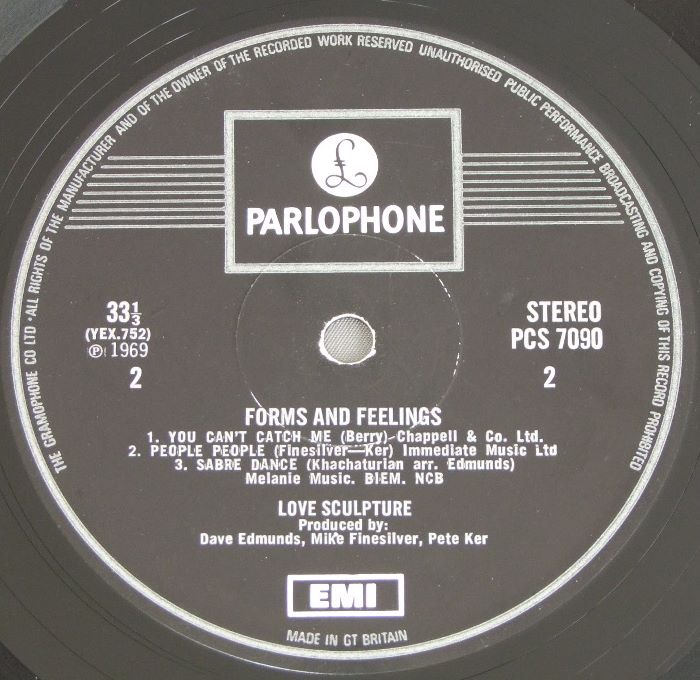 THE GRAMOPHONE CO LTD · ALL RIGHTS OF THE MANUFACTURER AND OF THE OWNER OF THE RECORDED WORK RESERVED UNAUTHORISED PUBLIC PERFORMANCE BROADCASTING AND COPYING OF THIS RECORD PROHIBITED
£
PARLOPHONE
33⅓
(YEX.752)
℗ 1969
2
STEREO
PCS 7090
2
FORMS AND FEELINGS
1. YOU CAN'T CATCH ME (Berry) Chappell & Co. Ltd.
2. PEOPLE PEOPLE (Finesilver—Ker) Immediate Music Ltd
3. SABRE DANCE (Khachaturian arr. Edmunds)
Melanie Music. BIEM. NCB
LOVE SCULPTURE
Produced by:
Dave Edmunds, Mike Finesilver, Pete Ker
EMI
MADE IN GT BRITAIN